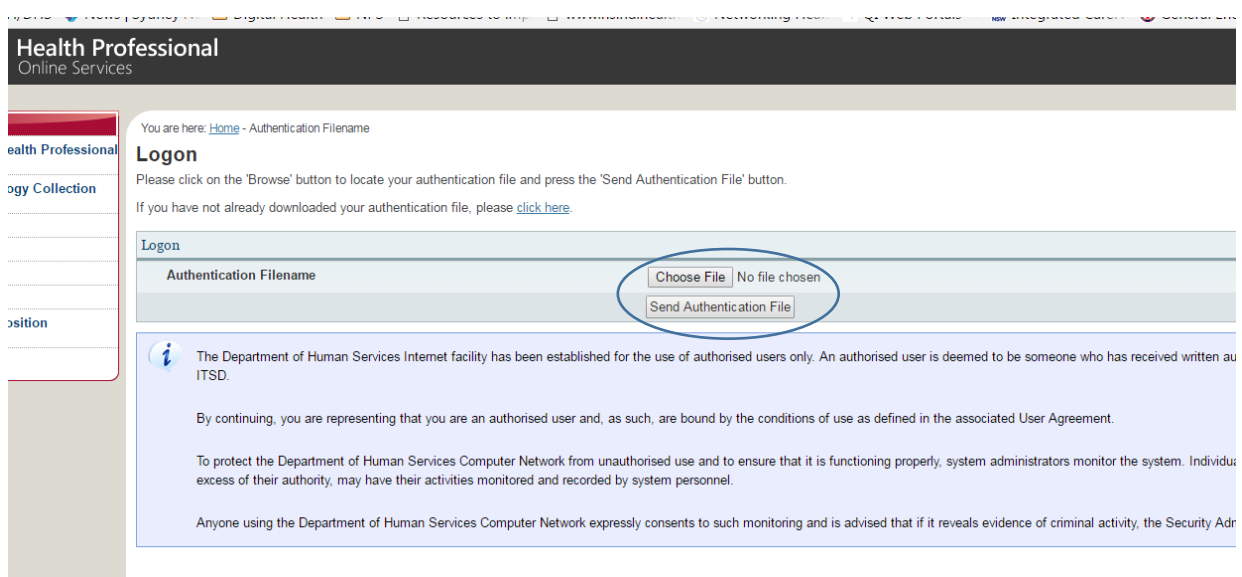 Health Professional
Online Services
You are here: Home - Authentication Filename
ealth Professional
Logon
ogy Collection
Please click on the 'Browse' button to locate your authentication file and press the 'Send Authentication File' button.
If you have not already downloaded your authentication file, please click here.
Logon
Authentication Filename
Choose File No file chosen
Send Authentication File
osition
The Department of Human Services Internet facility has been established for the use of authorised users only. An authorised user is deemed to be someone who has received written au
ITSD.
By continuing, you are representing that you are an authorised user and, as such, are bound by the conditions of use as defined in the associated User Agreement.
To protect the Department of Human Services Computer Network from unauthorised use and to ensure that it is functioning properly, system administrators monitor the system. Individua
excess of their authority, may have their activities monitored and recorded by system personnel.
Anyone using the Department of Human Services Computer Network expressly consents to such monitoring and is advised that if it reveals evidence of criminal activity, the Security Adr